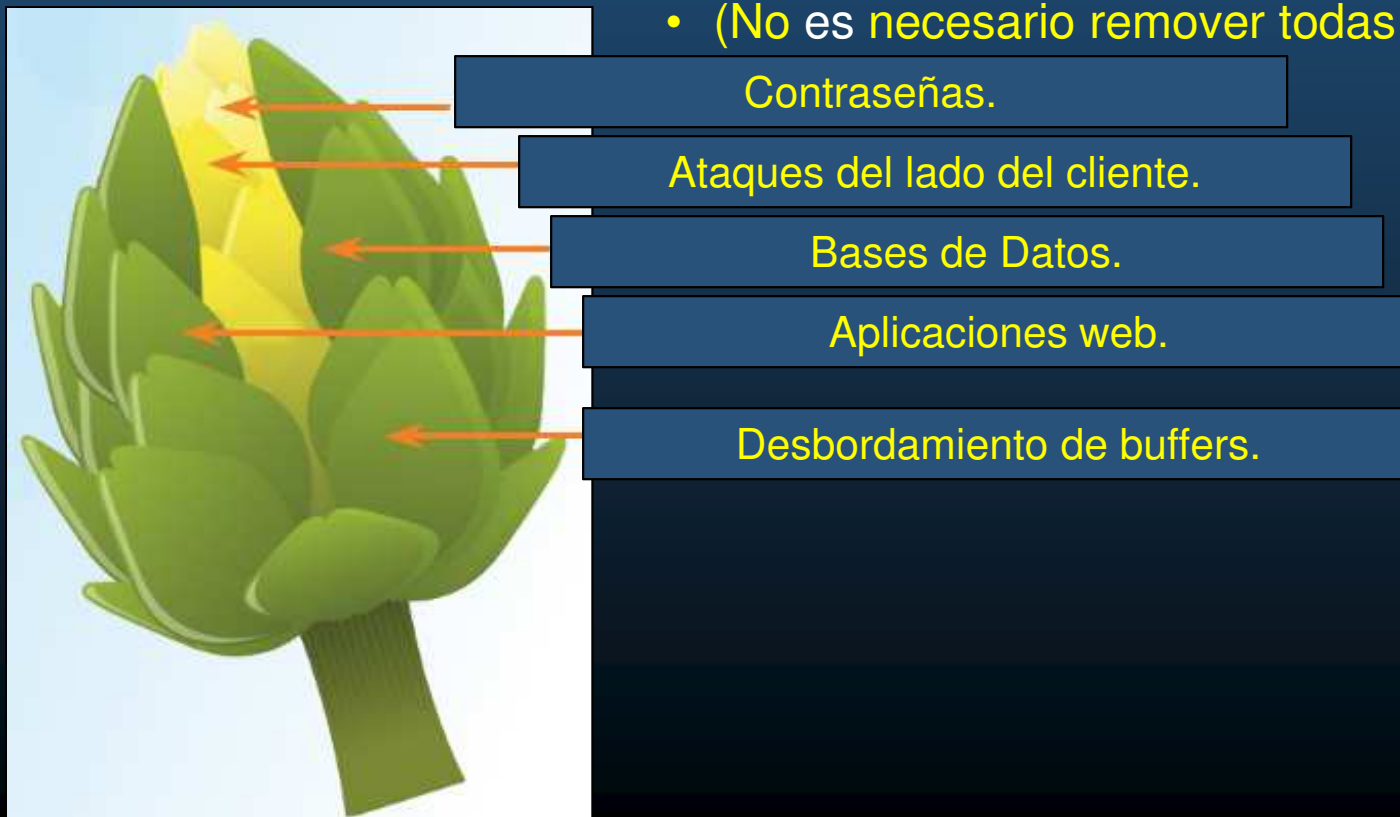 • (No es necesario remover todas
Contraseñas.
Ataques del lado del cliente.
Bases de Datos.
Aplicaciones web.
Desbordamiento de buffers.